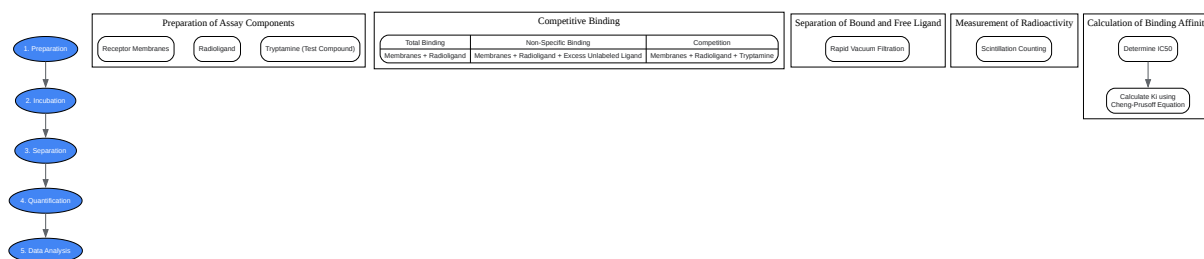 1. Preparation
2. Incubation
3. Separation
4. Quantification
5. Data Analysis
Preparation of Assay Components
Receptor Membranes
Radioligand
Tryptamine (Test Compound)
Competitive Binding
Total Binding
Non-Specific Binding
Competition
Membranes + Radioligand
Membranes + Radioligand + Excess Unlabeled Ligand
Membranes + Radioligand + Tryptamine
Separation of Bound and Free Ligand
Rapid Vacuum Filtration
Measurement of Radioactivity
Scintillation Counting
Calculation of Binding Affinit
Determine IC50
Calculate Ki using
Cheng-Prusoff Equation